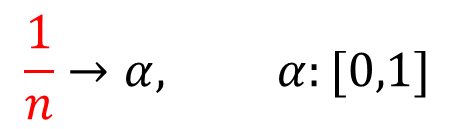 1/n → α, α: [0,1]